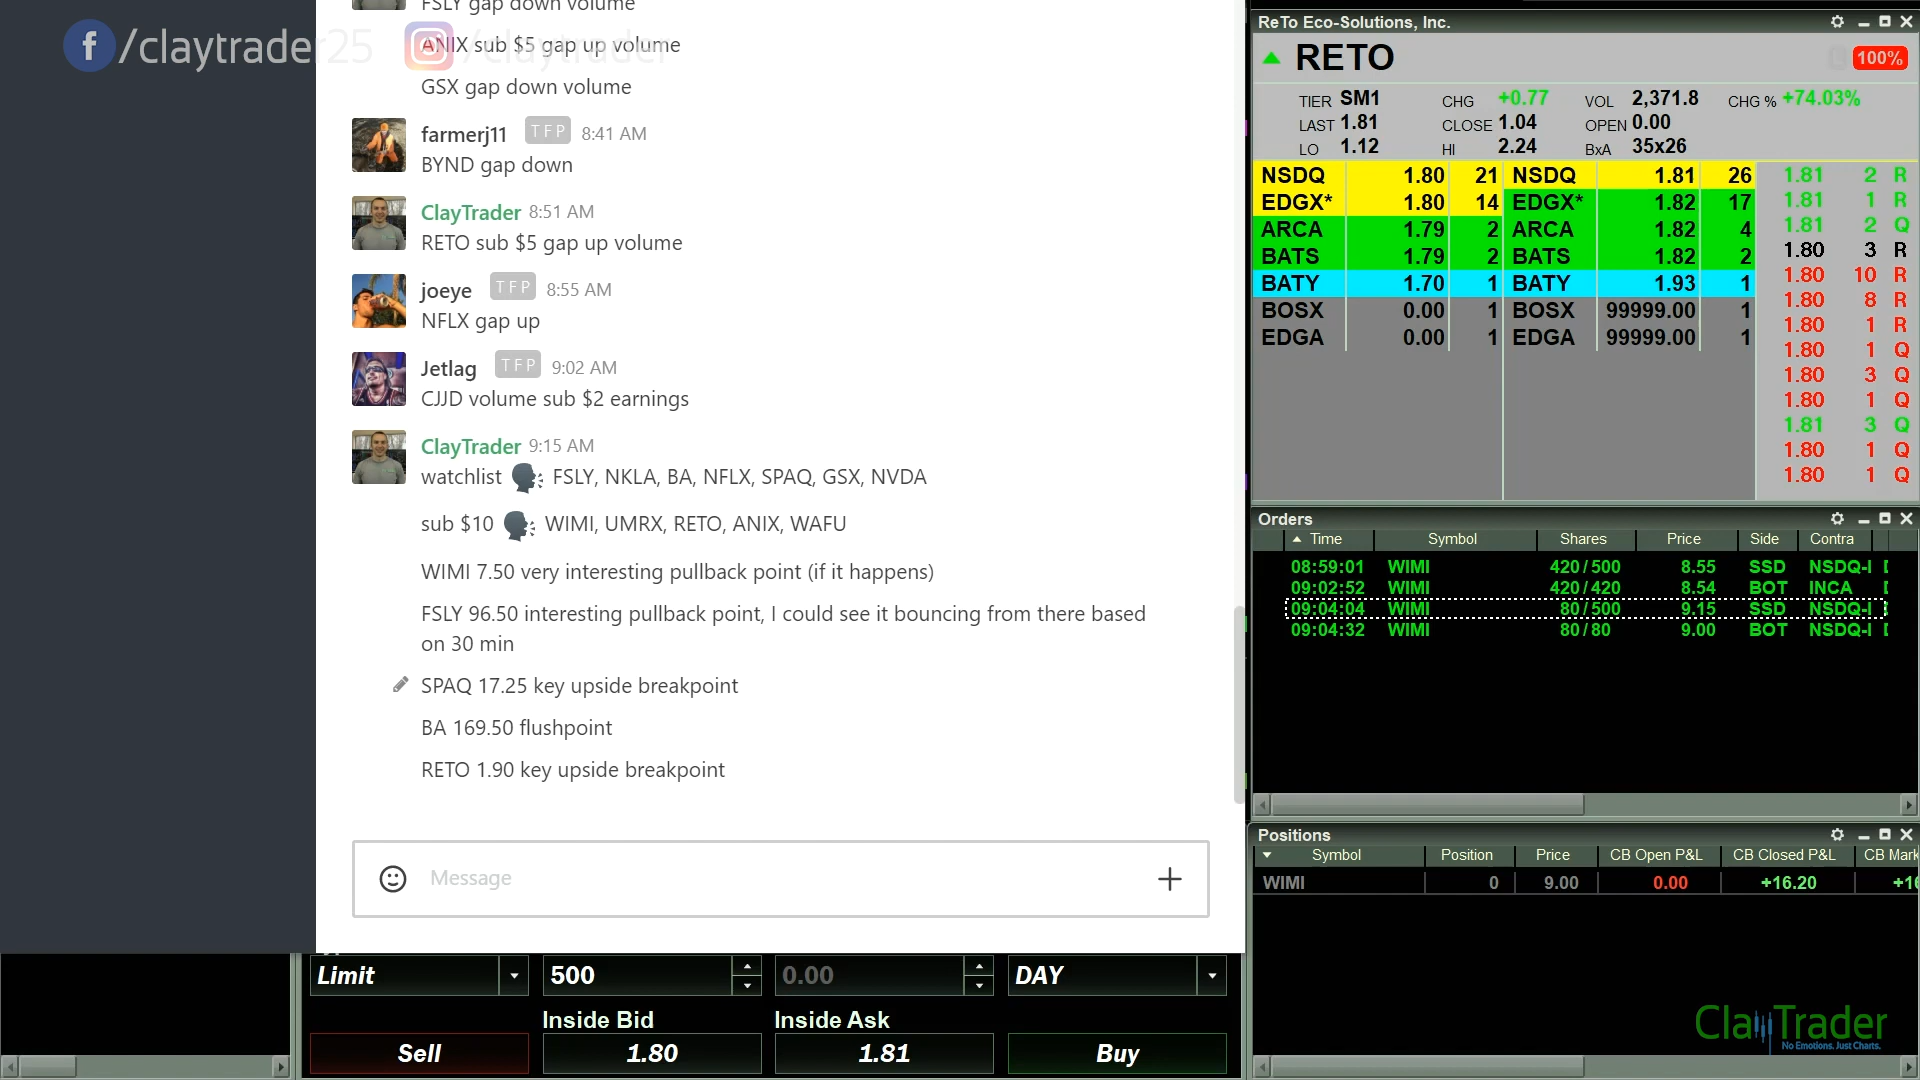 /claytrader25
/claytrader
FSLY gap down volume
ANIX sub $5 gap up volume
GSX gap down volume
farmerj11 TFP 8:41 AM
BYND gap down
ClayTrader 8:51 AM
RETO sub $5 gap up volume
joeye TFP 8:55 AM
NFLX gap up
Jetlag TFP 9:02 AM
CJJD volume sub $2 earnings
ClayTrader 9:15 AM
watchlist FSLY, NKLA, BA, NFLX, SPAQ, GSX, NVDA
sub $10 WIMI, UMRX, RETO, ANIX, WAFU
WIMI 7.50 very interesting pullback point (if it happens)
FSLY 96.50 interesting pullback point, I could see it bouncing from there based
on 30 min
SPAQ 17.25 key upside breakpoint
BA 169.50 flushpoint
RETO 1.90 key upside breakpoint
Message
Limit 500 0.00 DAY
Inside Bid Inside Ask
Sell 1.80 1.81 Buy
ReTo Eco-Solutions, Inc.
RETO 100%
TIER SM1 CHG +0.77 VOL 2,371.8 CHG % +74.03%
LAST 1.81 CLOSE 1.04 OPEN 0.00
LO 1.12 HI 2.24 BxA 35x26
NSDQ 1.80 21 NSDQ 1.81 26
EDGX* 1.80 14 EDGX* 1.82 17
ARCA 1.79 2 ARCA 1.82 4
BATS 1.79 2 BATS 1.82 2
BATY 1.70 1 BATY 1.93 1
BOSX 0.00 1 BOSX 99999.00 1
EDGA 0.00 1 EDGA 99999.00 1
1.81 2 R
1.81 1 R
1.81 2 Q
1.80 3 R
1.80 10 R
1.80 8 R
1.80 1 R
1.80 1 Q
1.80 3 Q
1.80 1 Q
1.81 3 Q
1.80 1 Q
1.80 1 Q
Orders
Time Symbol Shares Price Side Contra
08:59:01 WIMI 420/500 8.55 SSD NSDQ-I
09:02:52 WIMI 420/420 8.54 BOT INCA
09:04:04 WIMI 80/500 9.15 SSD NSDQ-I
09:04:32 WIMI 80/80 9.00 BOT NSDQ-I
Positions
Symbol Position Price CB Open P&L CB Closed P&L CB Mark
WIMI 0 9.00 0.00 +16.20
ClayTrader
No Emotions. Just Charts.